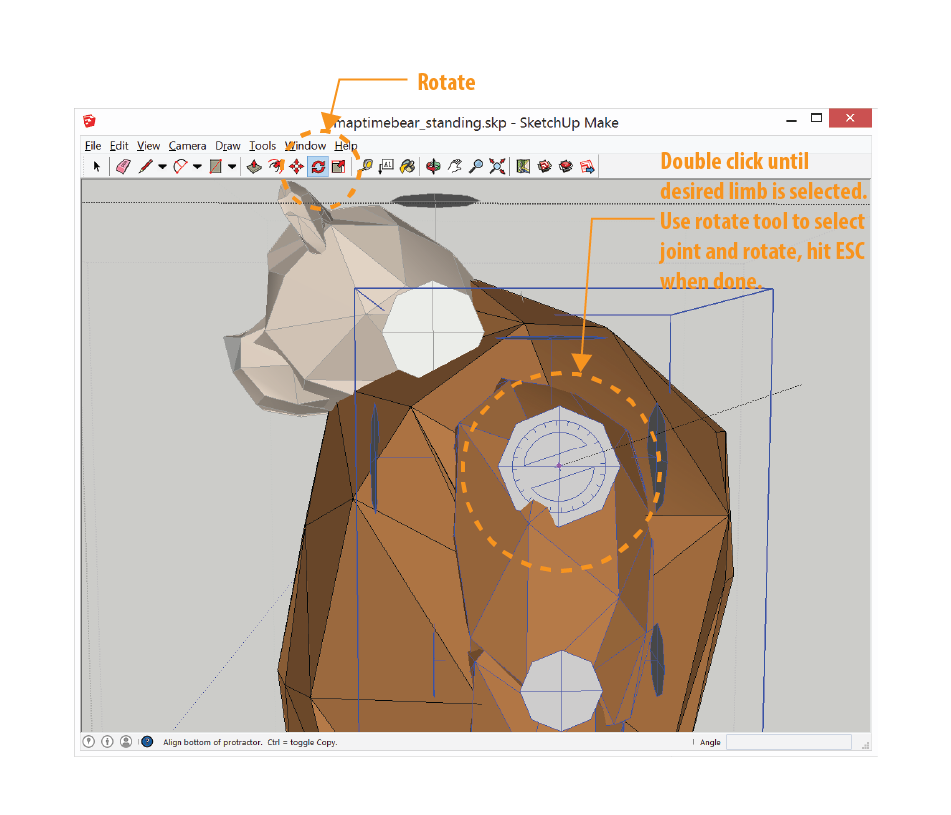 Rotate
maptimebear_standing.skp - SketchUp Make
File Edit View Camera Draw Tools Window Help
A1
Double click until
desired limb is selected.
Use rotate tool to select
joint and rotate, hit ESC
when done.
Align bottom of protractor. Ctrl = toggle Copy.
Angle